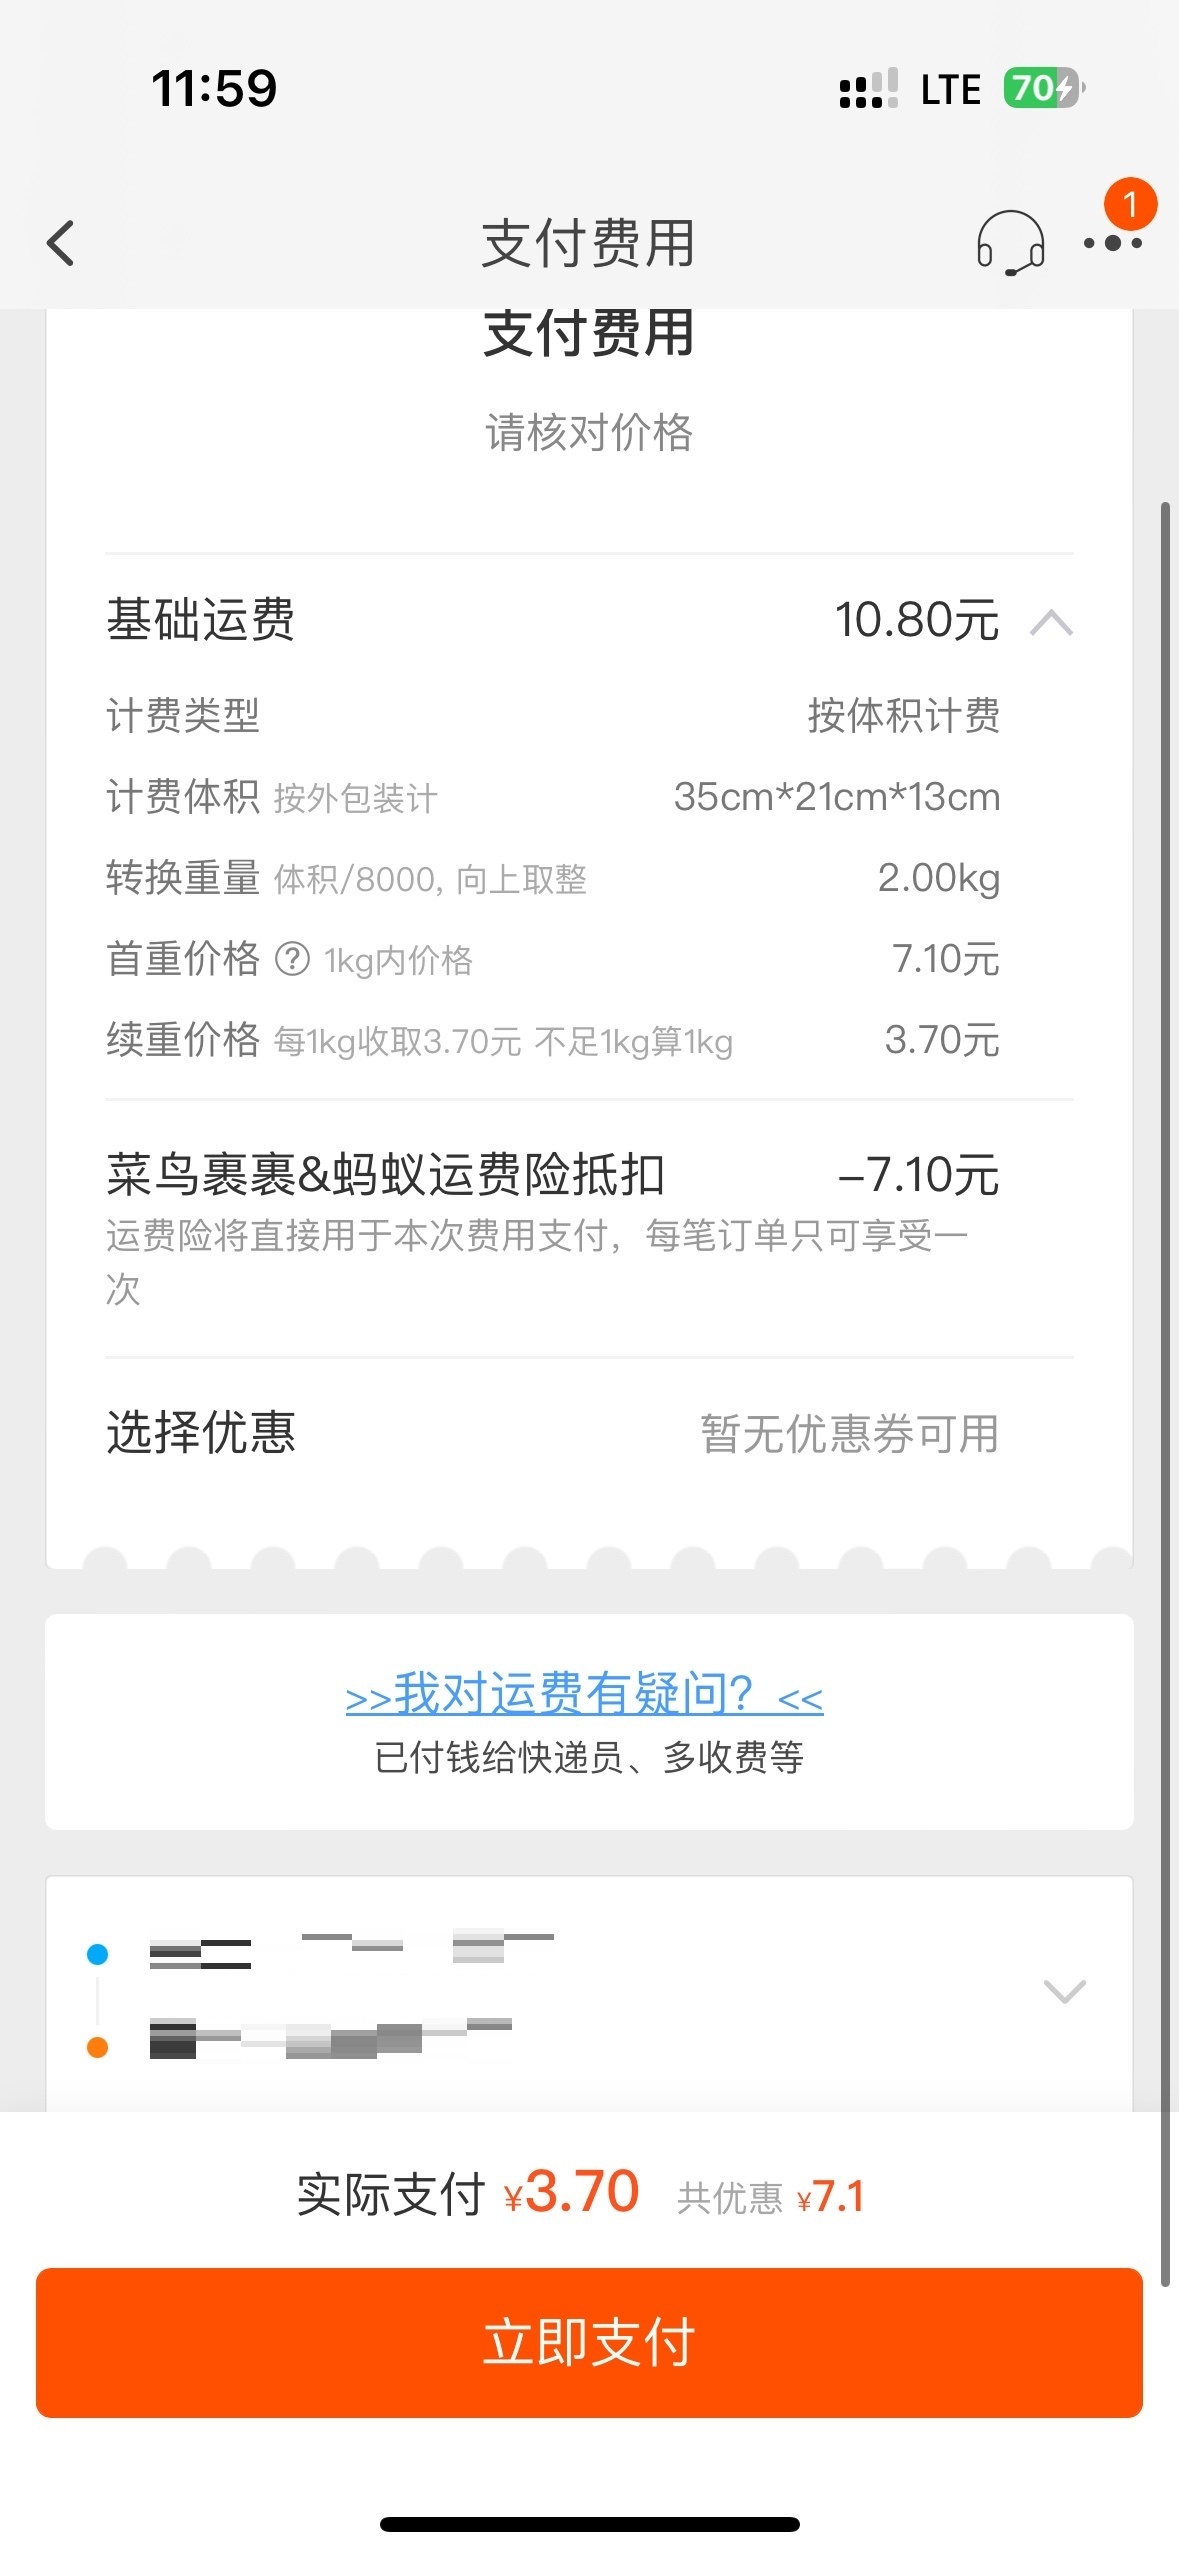 11:59
LTE 70
支付费用
1
支付费用
请核对价格
基础运费 10.80元
计费类型 按体积计费
计费体积 按外包装计 35cm*21cm*13cm
转换重量 体积/8000, 向上取整 2.00kg
首重价格 ? 1kg内价格 7.10元
续重价格 每1kg收取3.70元 不足1kg算1kg 3.70元
菜鸟裹裹&蚂蚁运费险抵扣 -7.10元
运费险将直接用于本次费用支付，每笔订单只可享受一
次
选择优惠 暂无优惠券可用
>>我对运费有疑问？<<
已付钱给快递员、多收费等
实际支付 ¥3.70 共优惠 ¥7.1
立即支付